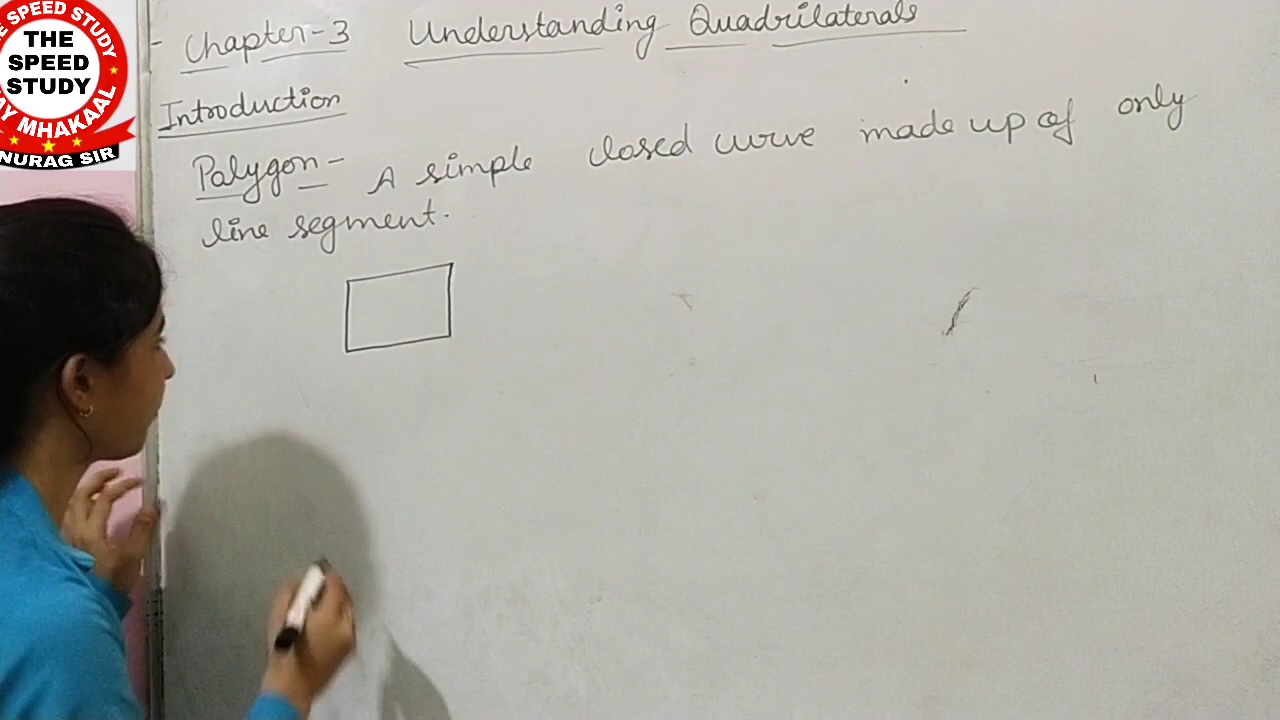 THE SPEED STUDY
THE
SPEED
STUDY
MHAKAAL
NURAG SIR
- Chapter-3 Understanding Quadrilaterals
Introduction
Polygon - A simple closed curve made up of only
line segment.